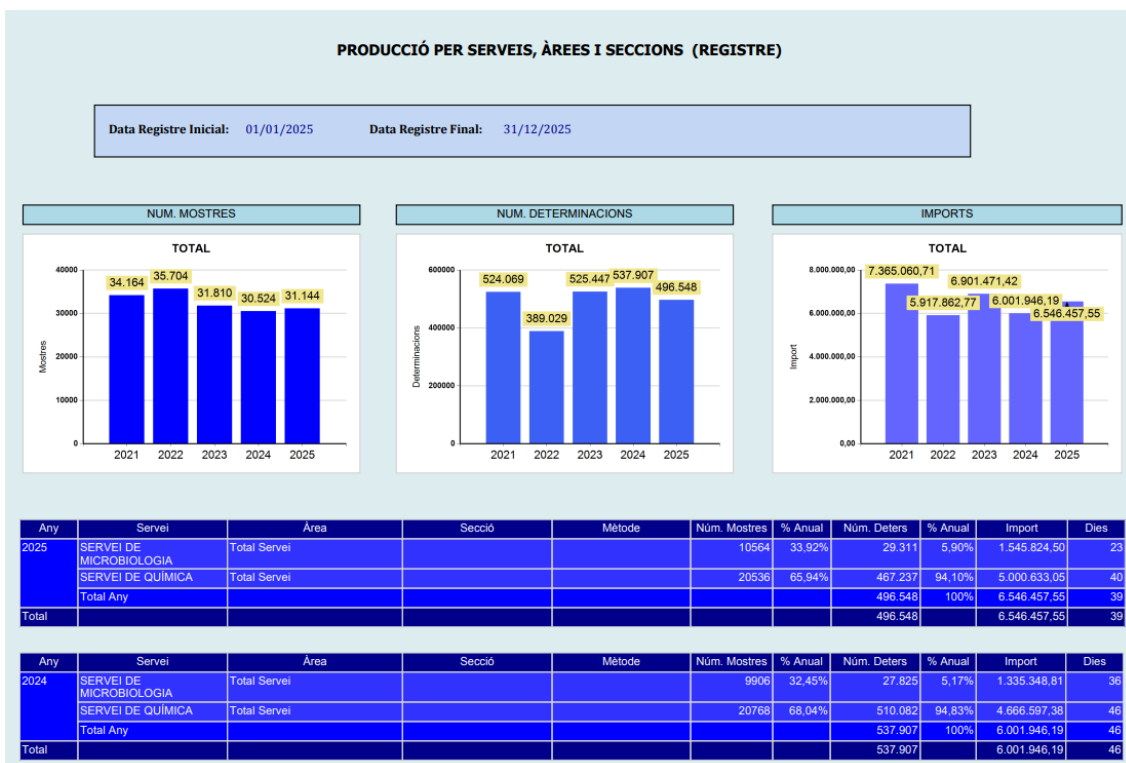 PRODUCCIÓ PER SERVEIS, ÀREES I SECCIONS (REGISTRE)
Data Registre Inicial: 01/01/2025 Data Registre Final: 31/12/2025
NUM. MOSTRES
TOTAL
40000
30000
20000
10000
0
Mostres
34.164
35.704
31.810
30.524
31.144
2021 2022 2023 2024 2025
NUM. DETERMINACIONS
TOTAL
600000
400000
200000
0
Determinacions
524.069
389.029
525.447
537.907
496.548
2021 2022 2023 2024 2025
IMPORTS
TOTAL
8.000.000,00
6.000.000,00
4.000.000,00
2.000.000,00
0,00
Import
7.365.060,71
5.917.862,77
6.901.471,42
6.001.946,19
6.546.457,55
2021 2022 2023 2024 2025
Any Servei Àrea Secció Mètode Núm. Mostres % Anual Núm. Deters % Anual Import Dies
2025 SERVEI DE Total Servei 10564 33,92% 29.311 5,90% 1.545.824,50 23
MICROBIOLOGIA
SERVEI DE QUÍMICA Total Servei 20536 65,94% 467.237 94,10% 5.000.633,05 40
Total Any 496.548 100% 6.546.457,55 39
Total 496.548 6.546.457,55 39
Any Servei Àrea Secció Mètode Núm. Mostres % Anual Núm. Deters % Anual Import Dies
2024 SERVEI DE Total Servei 9906 32,45% 27.825 5,17% 1.335.348,81 36
MICROBIOLOGIA
SERVEI DE QUÍMICA Total Servei 20768 68,04% 510.082 94,83% 4.666.597,38 46
Total Any 537.907 100% 6.001.946,19 46
Total 537.907 6.001.946,19 46